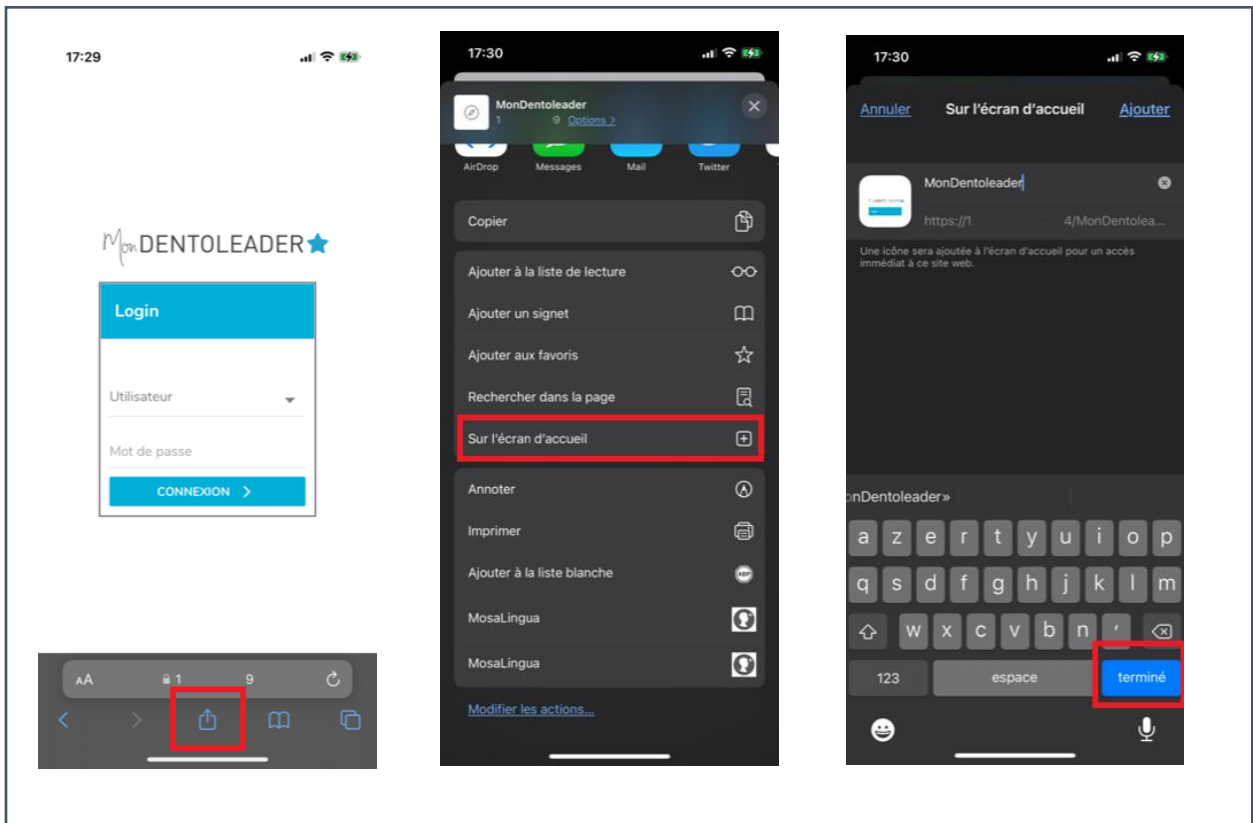 17:29
MonDENTOLEADER
Login
Utilisateur
Mot de passe
CONNEXION
AA 1 9
17:30
MonDentoleader
1 9 Options >
AirDrop Messages Mail Twitter
Copier
Ajouter à la liste de lecture
Ajouter un signet
Ajouter aux favoris
Rechercher dans la page
Sur l'écran d'accueil
Annoter
Imprimer
Ajouter à la liste blanche
ABP
MosaLingua
MosaLingua
Modifier les actions...
17:30
Annuler Sur l'écran d'accueil Ajouter
MonDentoleader
https://1 4/MonDentolea...
Une icône sera ajoutée à l'écran d'accueil pour un accès
immédiat à ce site web.
onDentoleader»
a z e r t y u i o p
q s d f g h j k l m
w x c v b n '
123 espace terminé